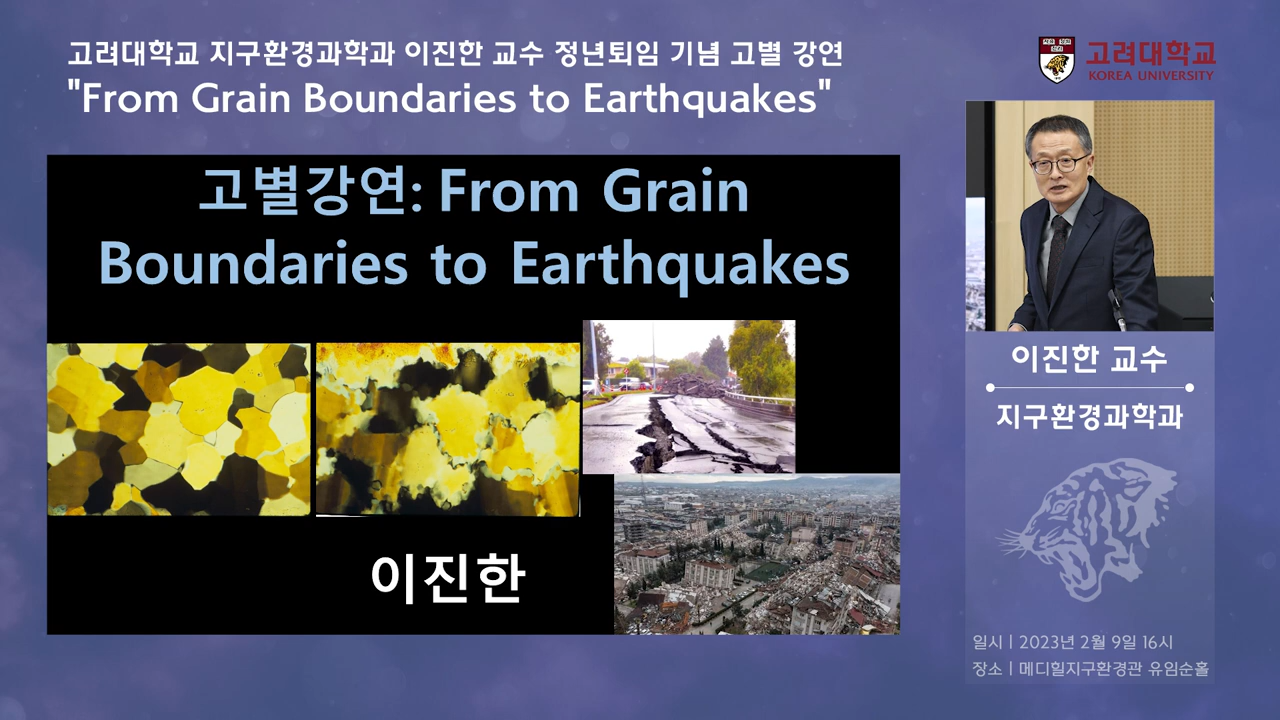 고려대학교 지구환경과학과 이진한 교수 정년퇴임 기념 고별 강연
"From Grain Boundaries to Earthquakes"
고려대학교
KOREA UNIVERSITY
고별강연: From Grain
Boundaries to Earthquakes
이진한
이진한 교수
지구환경과학과
일시 | 2023년 2월 9일 16시
장소 | 메디힐지구환경관 유임순홀